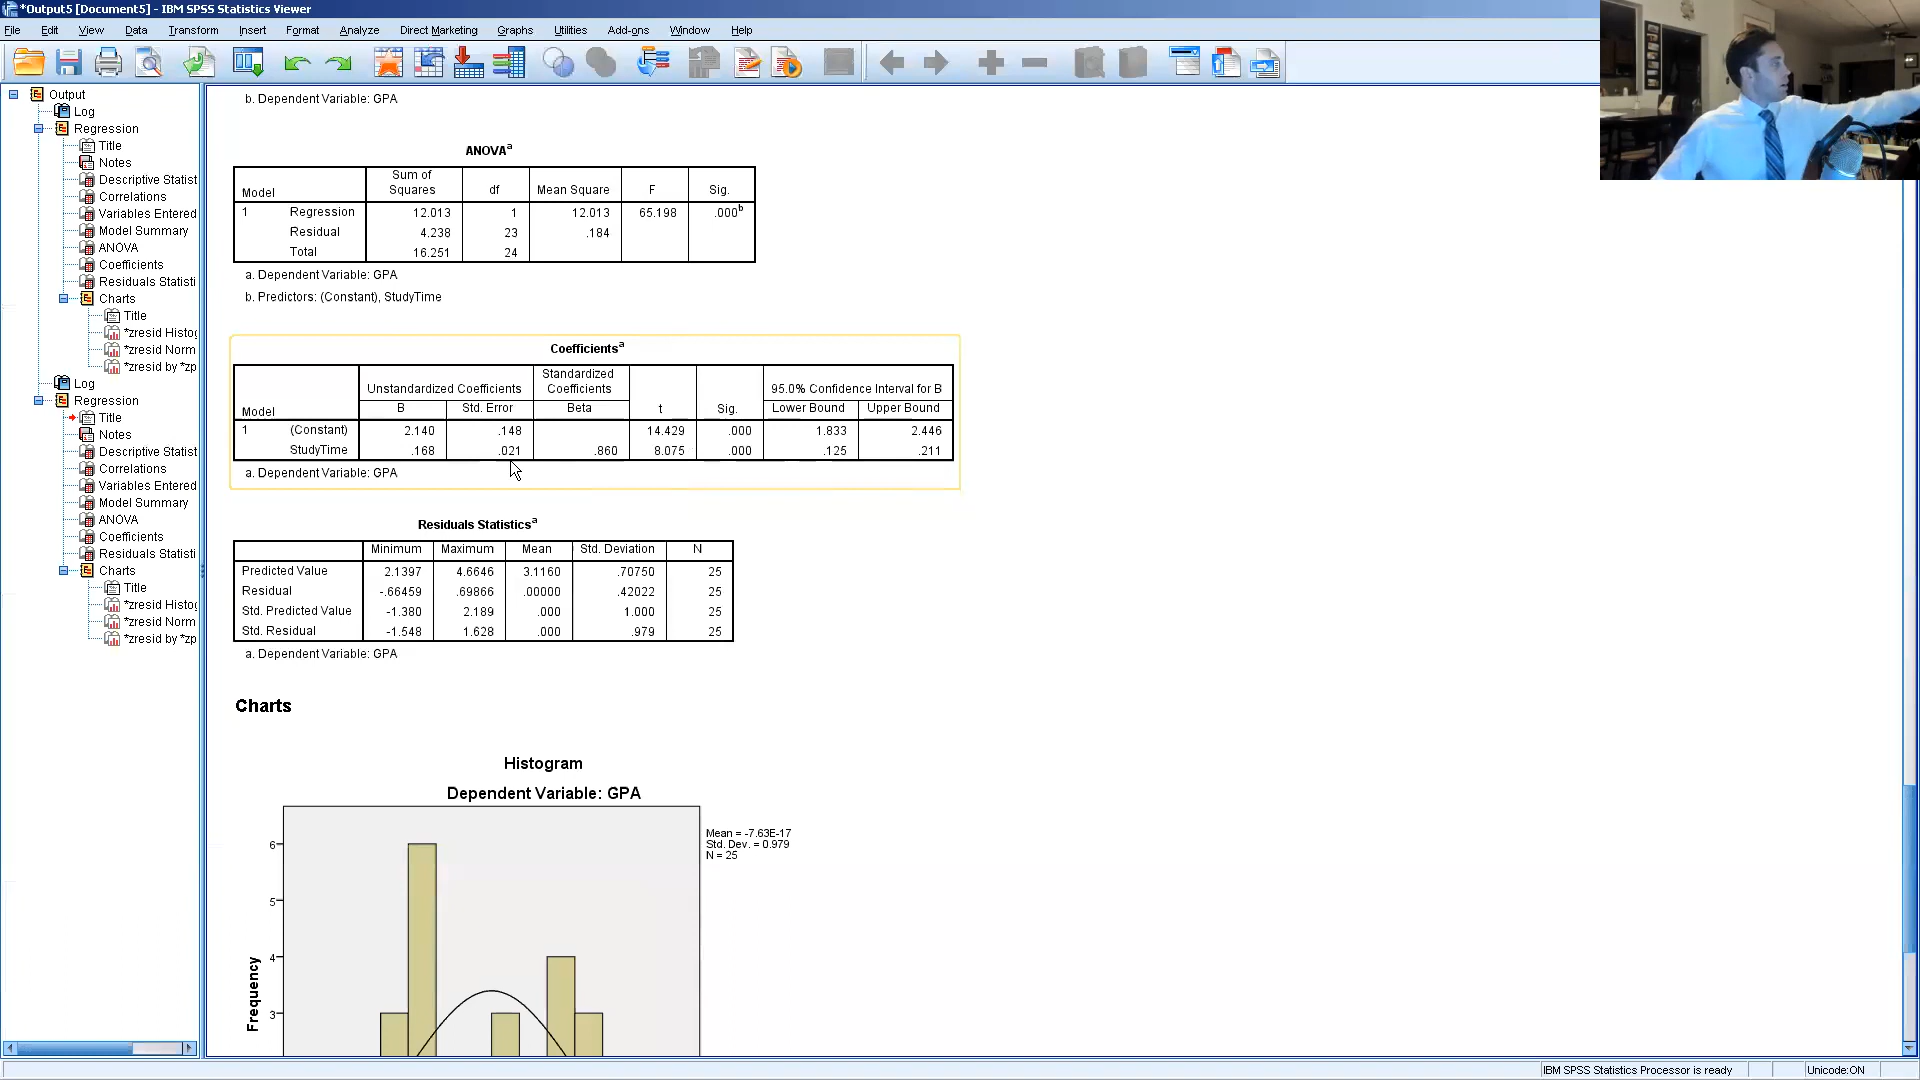 *Output5 [Document5] - IBM SPSS Statistics Viewer
File Edit View Data Transform Insert Format Analyze Direct Marketing Graphs Utilities Add-ons Window Help
Output
Log
Regression
Title
Notes
Descriptive Statist
Correlations
Variables Entered
Model Summary
ANOVA
Coefficients
Residuals Statisti
Charts
Title
*zresid Histog
*zresid Norm
*zresid by *zp
Log
Regression
Title
Notes
Descriptive Statist
Correlations
Variables Entered
Model Summary
ANOVA
Coefficients
Residuals Statisti
Charts
Title
*zresid Histog
*zresid Norm
*zresid by *zp
b. Dependent Variable: GPA
ANOVAa
Model Sum of Squares df Mean Square F Sig.
1 Regression 12.013 1 12.013 65.198 .000b
Residual 4.238 23 .184
Total 16.251 24
a. Dependent Variable: GPA
b. Predictors: (Constant), StudyTime
Coefficientsa
Unstandardized Coefficients Standardized Coefficients 95.0% Confidence Interval for B
Model B Std. Error Beta t Sig. Lower Bound Upper Bound
1 (Constant) 2.140 .148 14.429 .000 1.833 2.446
StudyTime .168 .021 .860 8.075 .000 .125 .211
a. Dependent Variable: GPA
Residuals Statisticsa
Minimum Maximum Mean Std. Deviation N
Predicted Value 2.1397 4.6646 3.1160 .70750 25
Residual -.66459 .69866 .00000 .42022 25
Std. Predicted Value -1.380 2.189 .000 1.000 25
Std. Residual -1.548 1.628 .000 .979 25
a. Dependent Variable: GPA
Charts
Histogram
Dependent Variable: GPA
Mean = -7.63E-17
Std. Dev. = 0.979
N = 25
6
5
4
3
Frequency
IBM SPSS Statistics Processor is ready Unicode:ON